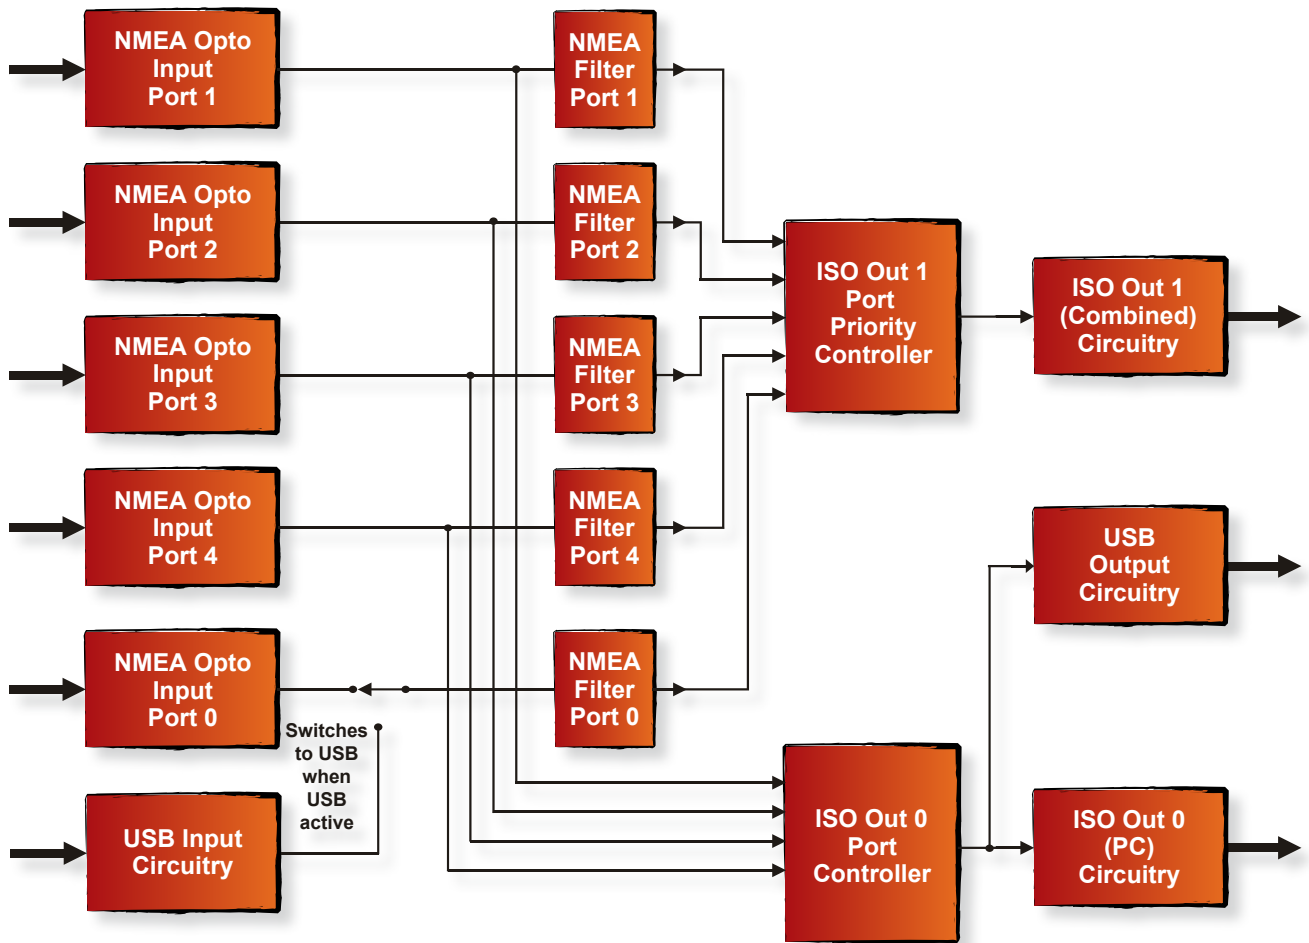 NMEA Opto
Input
Port 1
NMEA
Filter
Port 1
NMEA Opto
Input
Port 2
NMEA
Filter
Port 2
ISO Out 1
Port
Priority
Controller
ISO Out 1
(Combined)
Circuitry
NMEA Opto
Input
Port 3
NMEA
Filter
Port 3
NMEA Opto
Input
Port 4
NMEA
Filter
Port 4
USB
Output
Circuitry
NMEA Opto
Input
Port 0
NMEA
Filter
Port 0
Switches
to USB
when
USB
active
USB Input
Circuitry
ISO Out 0
Port
Controller
ISO Out 0
(PC)
Circuitry